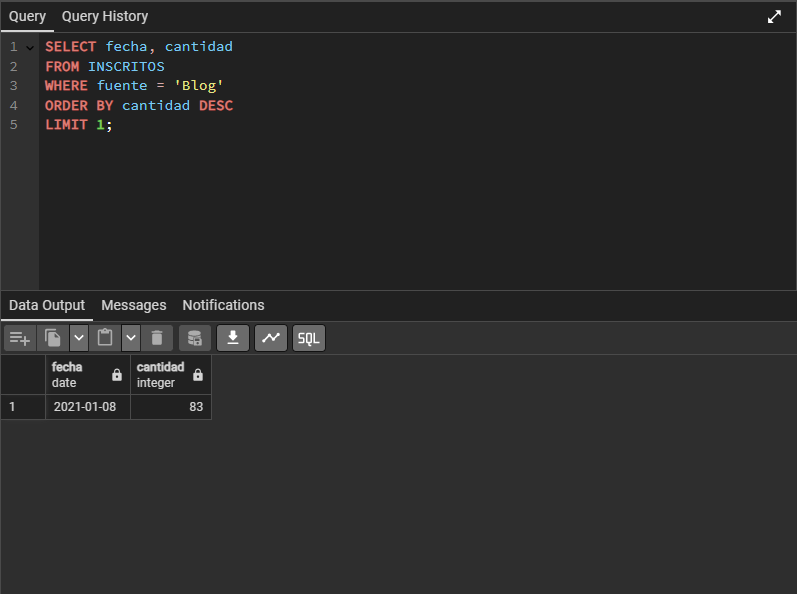 Query Query History
1 SELECT fecha, cantidad
2 FROM INSCRITOS
3 WHERE fuente = 'Blog'
4 ORDER BY cantidad DESC
5 LIMIT 1;
Data Output Messages Notifications
SQL
fecha cantidad
date integer
1 2021-01-08 83